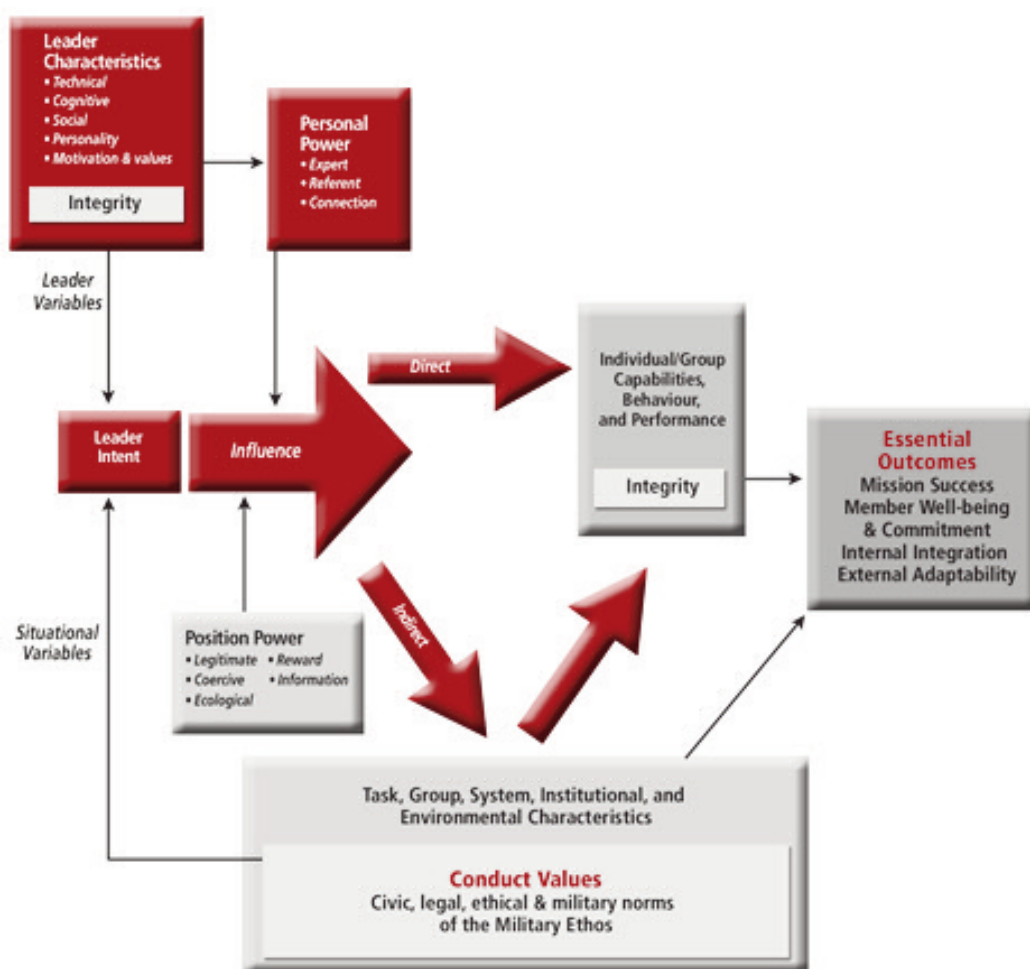 Leader
Characteristics
• Technical
• Cognitive
• Social
• Personality
• Motivation & values
Integrity
Personal
Power
• Expert
• Referent
• Connection
Leader
Variables
Leader
Intent
Influence
Direct
Indirect
Individual/Group
Capabilities,
Behaviour,
and Performance
Integrity
Essential
Outcomes
Mission Success
Member Well-being
& Commitment
Internal Integration
External Adaptability
Situational
Variables
Position Power
• Legitimate • Reward
• Coercive • Information
• Ecological
Task, Group, System, Institutional, and
Environmental Characteristics
Conduct Values
Civic, legal, ethical & military norms
of the Military Ethos